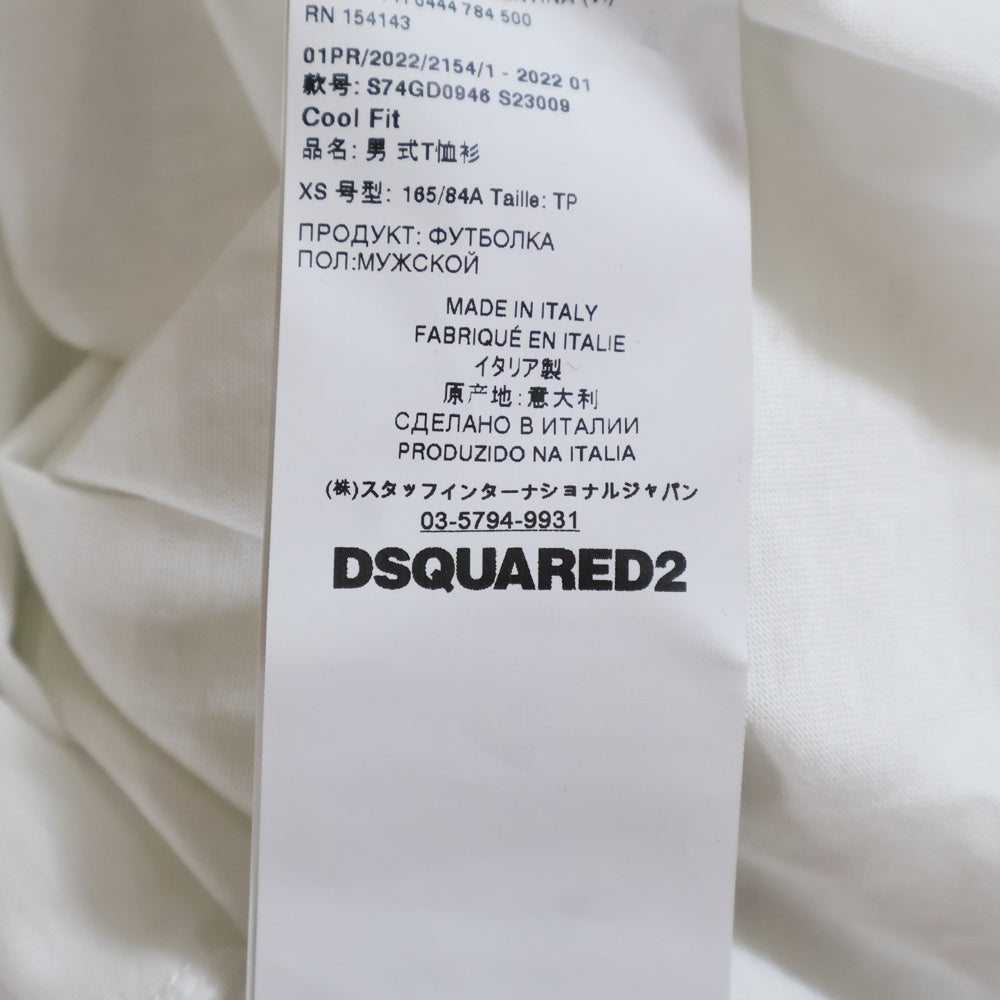 0444 784 500
RN 154143
01PR/2022/2154/1 - 2022 01
款号: S74GD0946 S23009
Cool Fit
品名: 男 式T恤衫
XS 号型: 165/84A Taille: TP
ПРОДУКТ: ФУТБОЛКА
ПОЛ:МУЖСКОЙ
MADE IN ITALY
FABRIQUÉ EN ITALIE
イタリア製
原产地:意大利
СДЕЛАНО В ИТАЛИИ
PRODUZIDO NA ITALIA
(株)スタッフインターナショナルジャパン
03-5794-9931
DSQUARED2